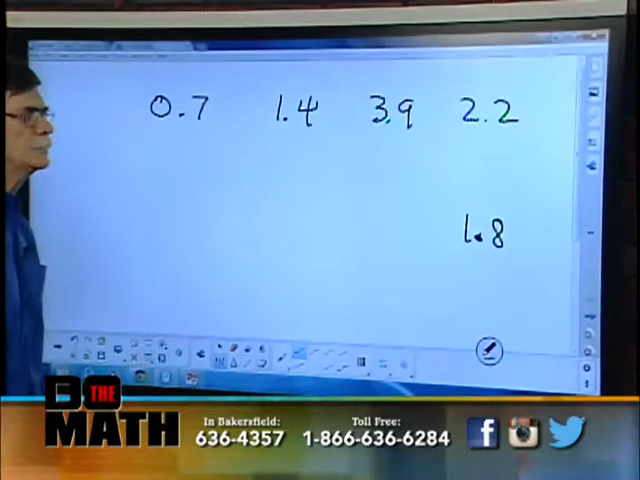 0.7 1.4 3.9 2.2
1.8
DO THE MATH
In Bakersfield: 636-4357
Toll Free: 1-866-636-6284